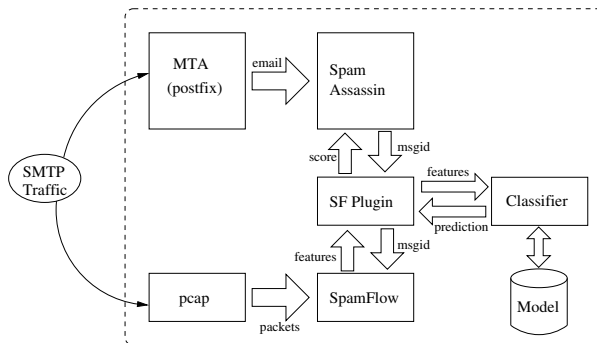 MTA
(postfix)
email
Spam
Assassin
score
msgid
SMTP
Traffic
SF Plugin
features
prediction
Classifier
features
msgid
pcap
packets
SpamFlow
Model